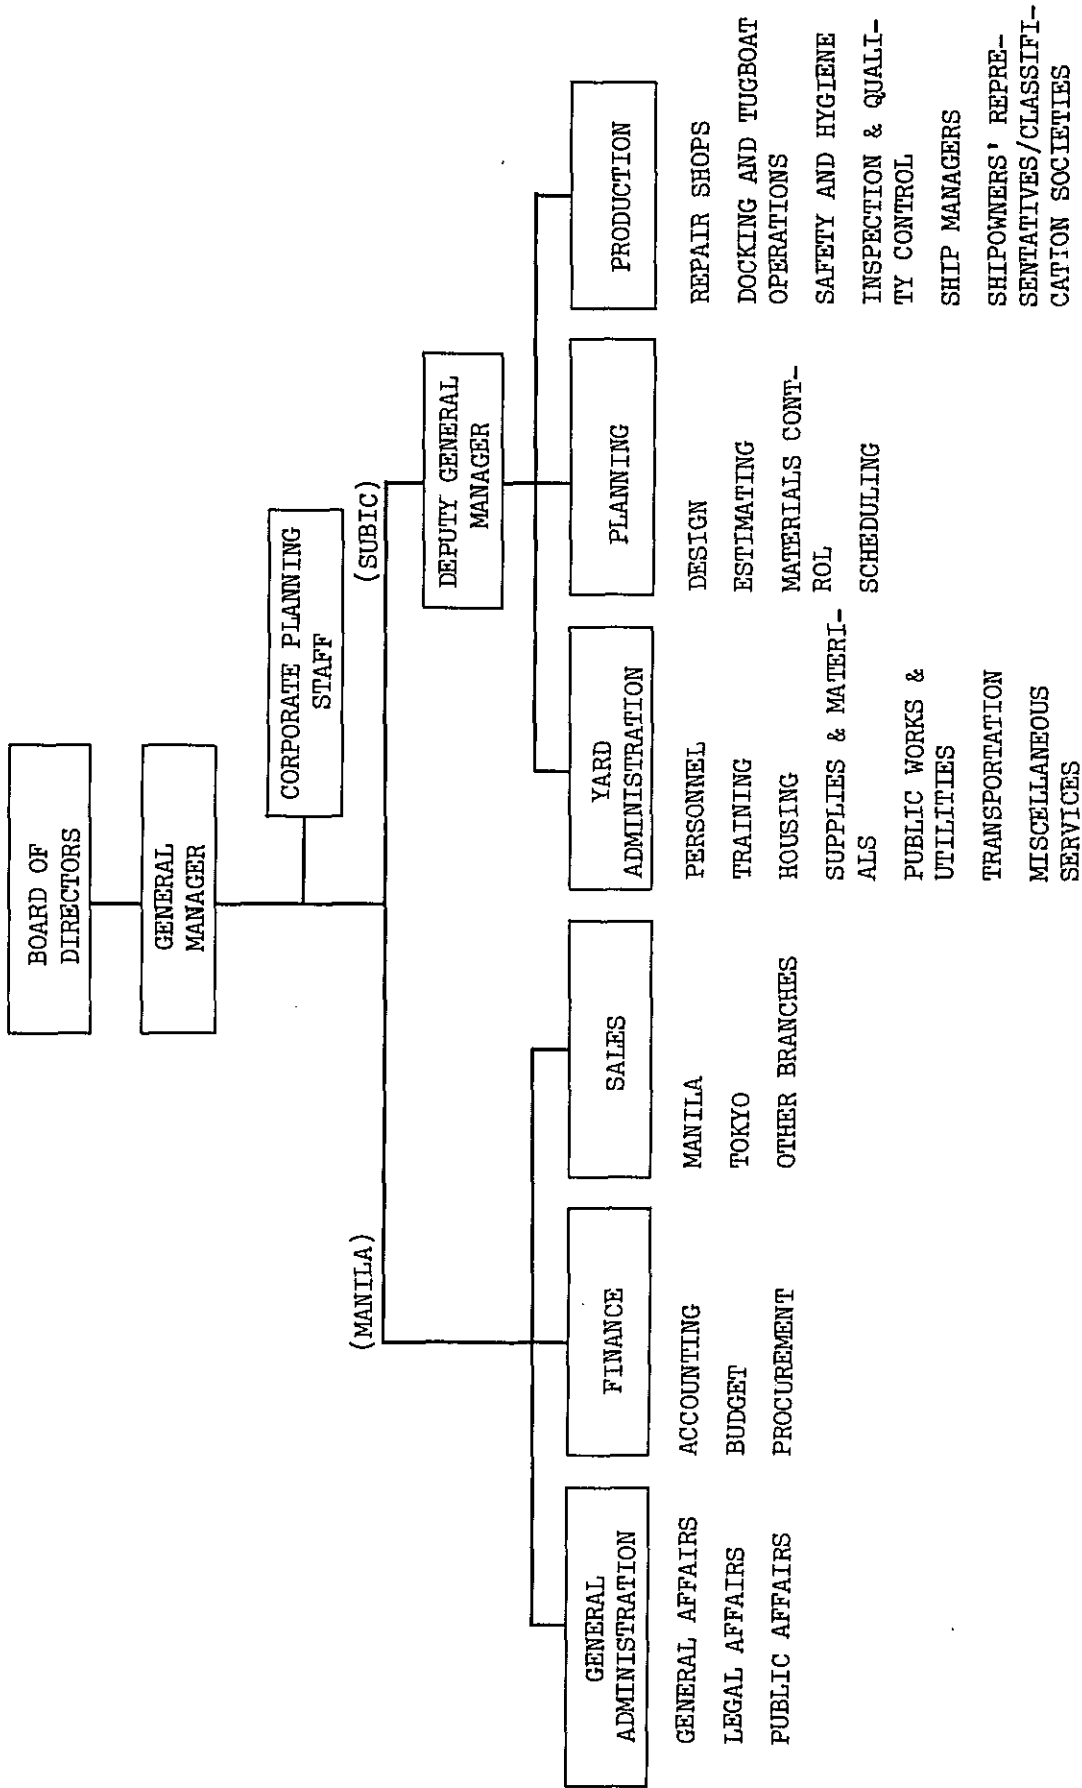 BOARD OF
DIRECTORS
GENERAL
MANAGER
CORPORATE PLANNING
STAFF
(MANILA)
(SUBIC)
DEPUTY GENERAL
MANAGER
GENERAL
ADMINISTRATION
GENERAL AFFAIRS
LEGAL AFFAIRS
PUBLIC AFFAIRS
FINANCE
ACCOUNTING
BUDGET
PROCUREMENT
SALES
MANILA
TOKYO
OTHER BRANCHES
YARD
ADMINISTRATION
PERSONNEL
TRAINING
HOUSING
SUPPLIES & MATERI-
ALS
PUBLIC WORKS &
UTILITIES
TRANSPORTATION
MISCELLANEOUS
SERVICES
PLANNING
DESIGN
ESTIMATING
MATERIALS CONT-
ROL
SCHEDULING
PRODUCTION
REPAIR SHOPS
DOCKING AND TUGBOAT
OPERATIONS
SAFETY AND HYGIENE
INSPECTION & QUALI-
TY CONTROL
SHIP MANAGERS
SHIPOWNERS' REPRE-
SENTATIVES/CLASSIFI-
CATION SOCIETIES